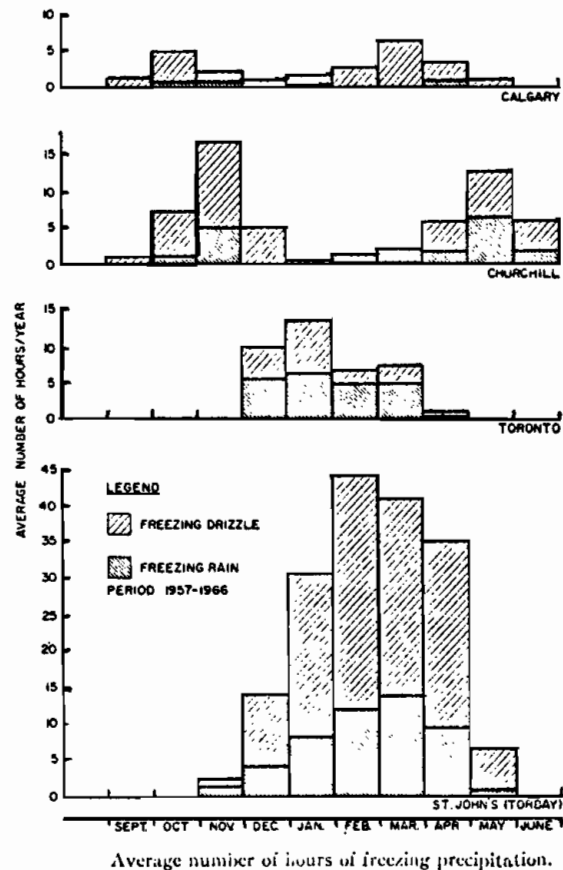 10
5
0
CALGARY
15
10
5
0
CHURCHILL
15
10
5
0
TORONTO
AVERAGE NUMBER OF HOURS/YEAR
45
40
35
30
25
20
15
10
5
0
LEGEND
FREEZING DRIZZLE
FREEZING RAIN
PERIOD 1957-1966
ST. JOHN'S (TORBAY)
SEPT. OCT NOV. DEC. JAN. FEB. MAR. APR MAY JUNE
Average number of hours of freezing precipitation.